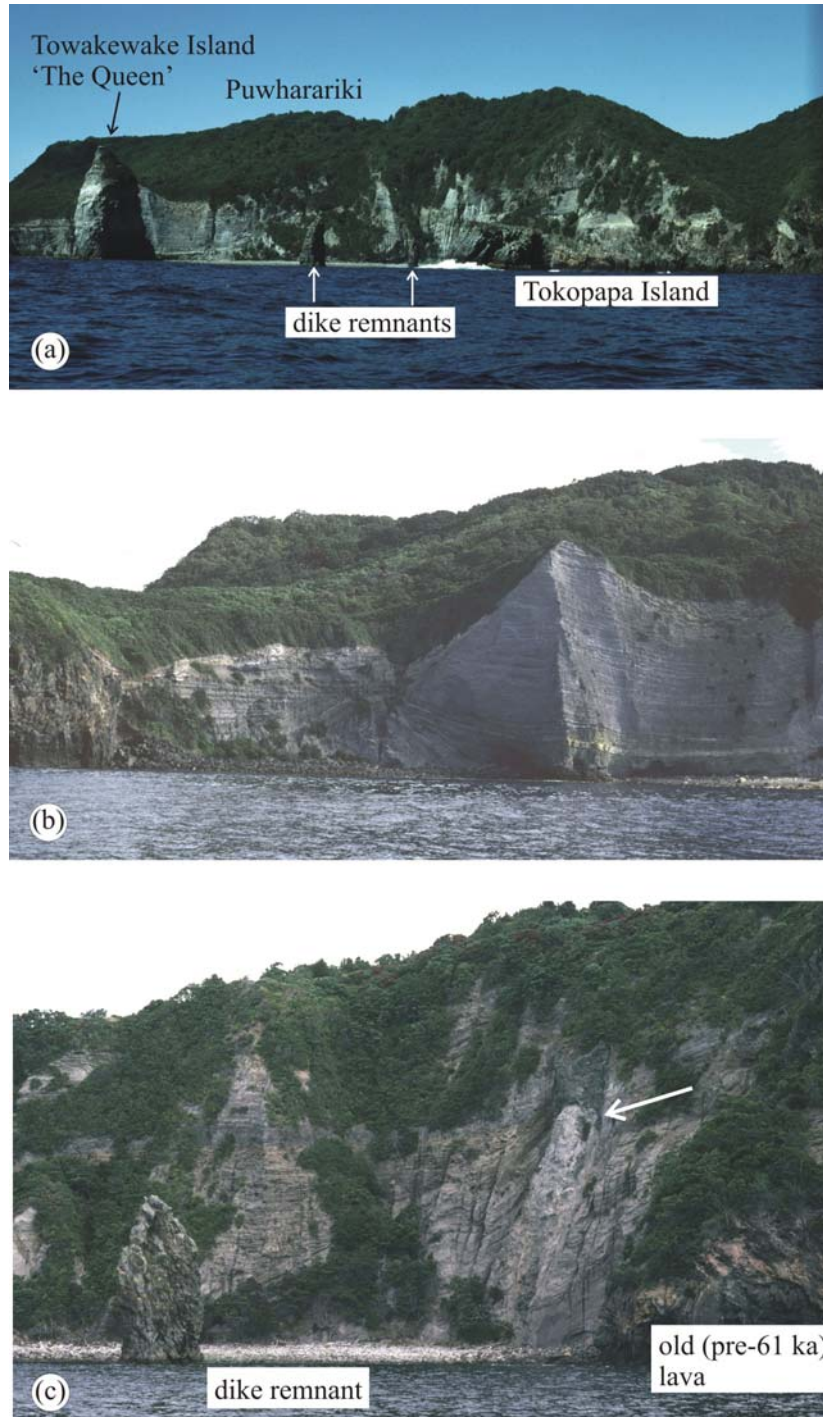 Towakewake Island
'The Queen'
Puwharariki
dike remnants
Tokopapa Island
(a)
(b)
old (pre-61 ka)
lava
dike remnant
(c)